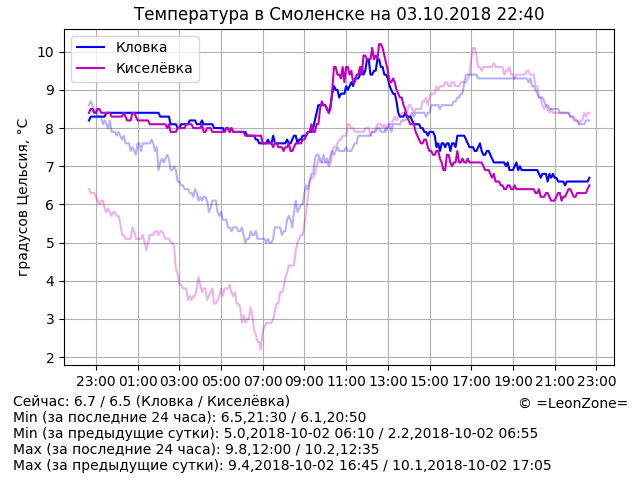 Температура в Смоленске на 03.10.2018 22:40
Кловка
Киселёвка
градусов Цельсия, °C
10
9
8
7
6
5
4
3
2
23:00 01:00 03:00 05:00 07:00 09:00 11:00 13:00 15:00 17:00 19:00 21:00 23:00
Сейчас: 6.7 / 6.5 (Кловка / Киселёвка)
© =LeonZone=
Min (за последние 24 часа): 6.5,21:30 / 6.1,20:50
Min (за предыдущие сутки): 5.0,2018-10-02 06:10 / 2.2,2018-10-02 06:55
Max (за последние 24 часа): 9.8,12:00 / 10.2,12:35
Max (за предыдущие сутки): 9.4,2018-10-02 16:45 / 10.1,2018-10-02 17:05